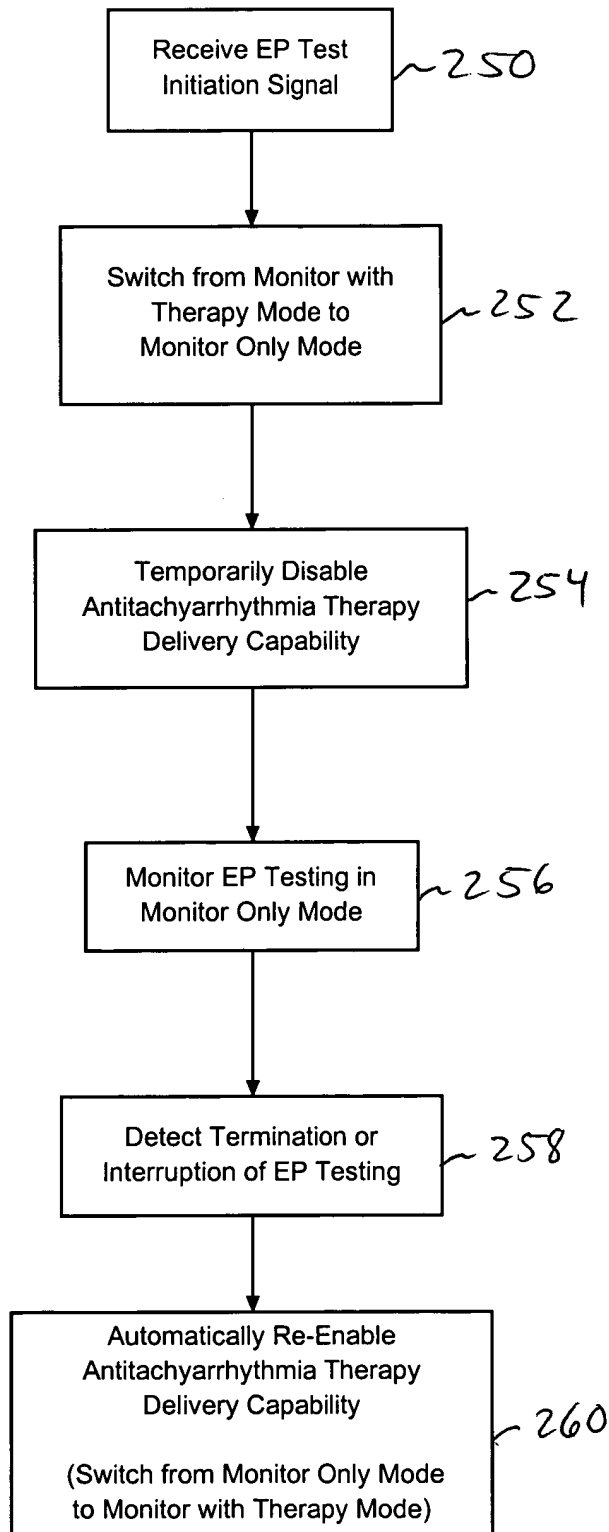 Receive EP Test
Initiation Signal
250
Switch from Monitor with
Therapy Mode to
Monitor Only Mode
252
Temporarily Disable
Antitachyarrhythmia Therapy
Delivery Capability
254
Monitor EP Testing in
Monitor Only Mode
256
Detect Termination or
Interruption of EP Testing
258
Automatically Re-Enable
Antitachyarrhythmia Therapy
Delivery Capability
(Switch from Monitor Only Mode
to Monitor with Therapy Mode)
260